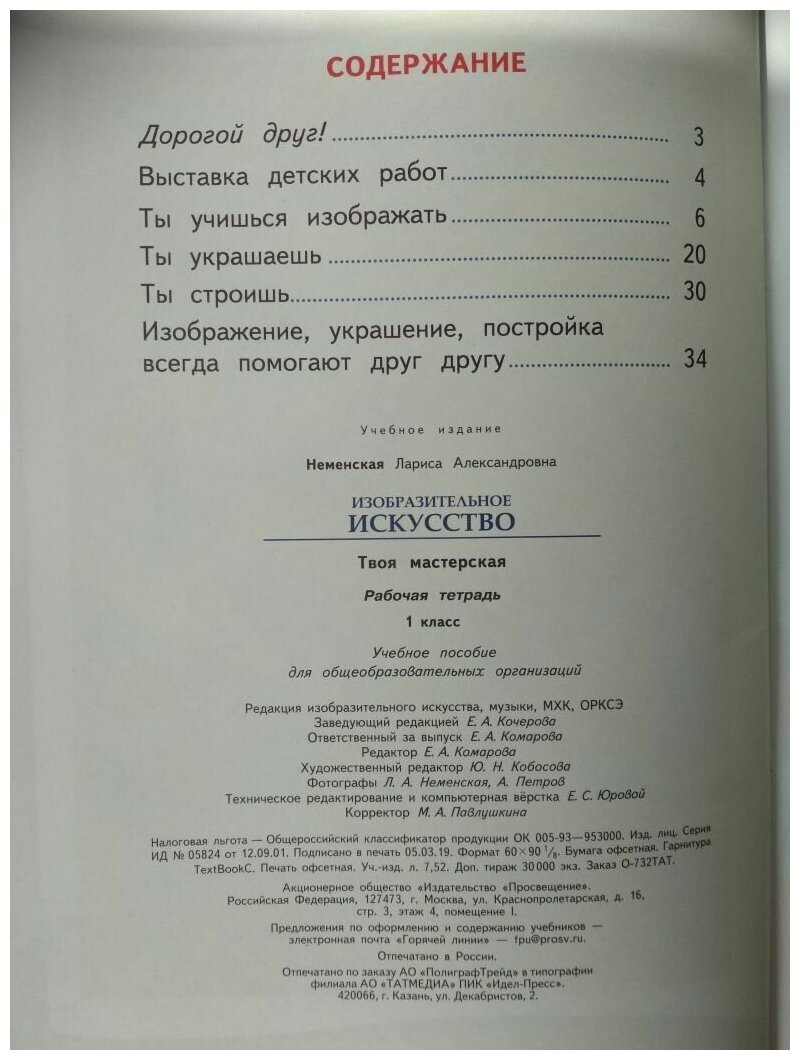 СОДЕРЖАНИЕ
Дорогой друг! 3
Выставка детских работ 4
Ты учишься изображать 6
Ты украшаешь 20
Ты строишь 30
Изображение, украшение, постройка
всегда помогают друг другу 34
Учебное издание
Неменская Лариса Александровна
ИЗОБРАЗИТЕЛЬНОЕ
ИСКУССТВО
Твоя мастерская
Рабочая тетрадь
1 класс
Учебное пособие
для общеобразовательных организаций
Редакция изобразительного искусства, музыки, МХК, ОРКСЭ
Заведующий редакцией Е. А. Кочерова
Ответственный за выпуск Е. А. Комарова
Редактор Е. А. Комарова
Художественный редактор Ю. Н. Кобосова
Фотографы Л. А. Неменская, А. Петров
Техническое редактирование и компьютерная вёрстка Е. С. Юровой
Корректор М. А. Павлушкина
Налоговая льгота — Общероссийский классификатор продукции ОК 005-93—953000. Изд. лиц. Серия
ИД № 05824 от 12.09.01. Подписано в печать 05.03.19. Формат 60×90 1/8. Бумага офсетная. Гарнитура
TextBookC. Печать офсетная. Уч.-изд. л. 7,52. Доп. тираж 30 000 экз. Заказ О-732ТАТ.
Акционерное общество «Издательство «Просвещение».
Российская Федерация, 127473, г. Москва, ул. Краснопролетарская, д. 16,
стр. 3, этаж 4, помещение I.
Предложения по оформлению и содержанию учебников —
электронная почта «Горячей линии» — fpu@prosv.ru.
Отпечатано в России.
Отпечатано по заказу АО «ПолиграфТрейд» в типографии
филиала АО «ТАТМЕДИА» ПИК «Идел-Пресс».
420066, г. Казань, ул. Декабристов, 2.